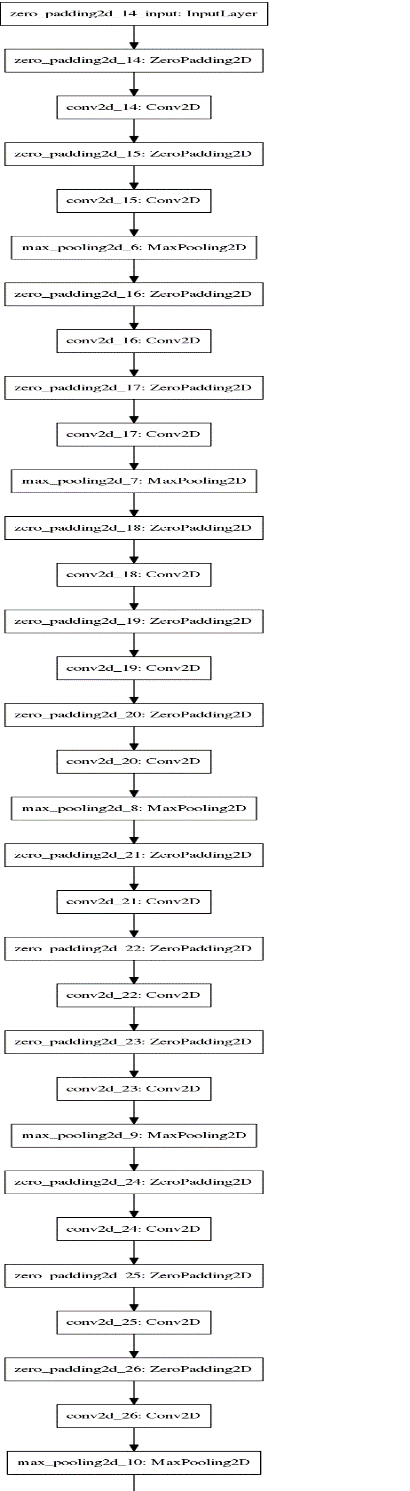 zero_padding2d_14_input: InputLayer
zero_padding2d_14: ZeroPadding2D
conv2d_14: Conv2D
zero_padding2d_15: ZeroPadding2D
conv2d_15: Conv2D
max_pooling2d_6: MaxPooling2D
zero_padding2d_16: ZeroPadding2D
conv2d_16: Conv2D
zero_padding2d_17: ZeroPadding2D
conv2d_17: Conv2D
max_pooling2d_7: MaxPooling2D
zero_padding2d_18: ZeroPadding2D
conv2d_18: Conv2D
zero_padding2d_19: ZeroPadding2D
conv2d_19: Conv2D
zero_padding2d_20: ZeroPadding2D
conv2d_20: Conv2D
max_pooling2d_8: MaxPooling2D
zero_padding2d_21: ZeroPadding2D
conv2d_21: Conv2D
zero_padding2d_22: ZeroPadding2D
conv2d_22: Conv2D
zero_padding2d_23: ZeroPadding2D
conv2d_23: Conv2D
max_pooling2d_9: MaxPooling2D
zero_padding2d_24: ZeroPadding2D
conv2d_24: Conv2D
zero_padding2d_25: ZeroPadding2D
conv2d_25: Conv2D
zero_padding2d_26: ZeroPadding2D
conv2d_26: Conv2D
max_pooling2d_10: MaxPooling2D